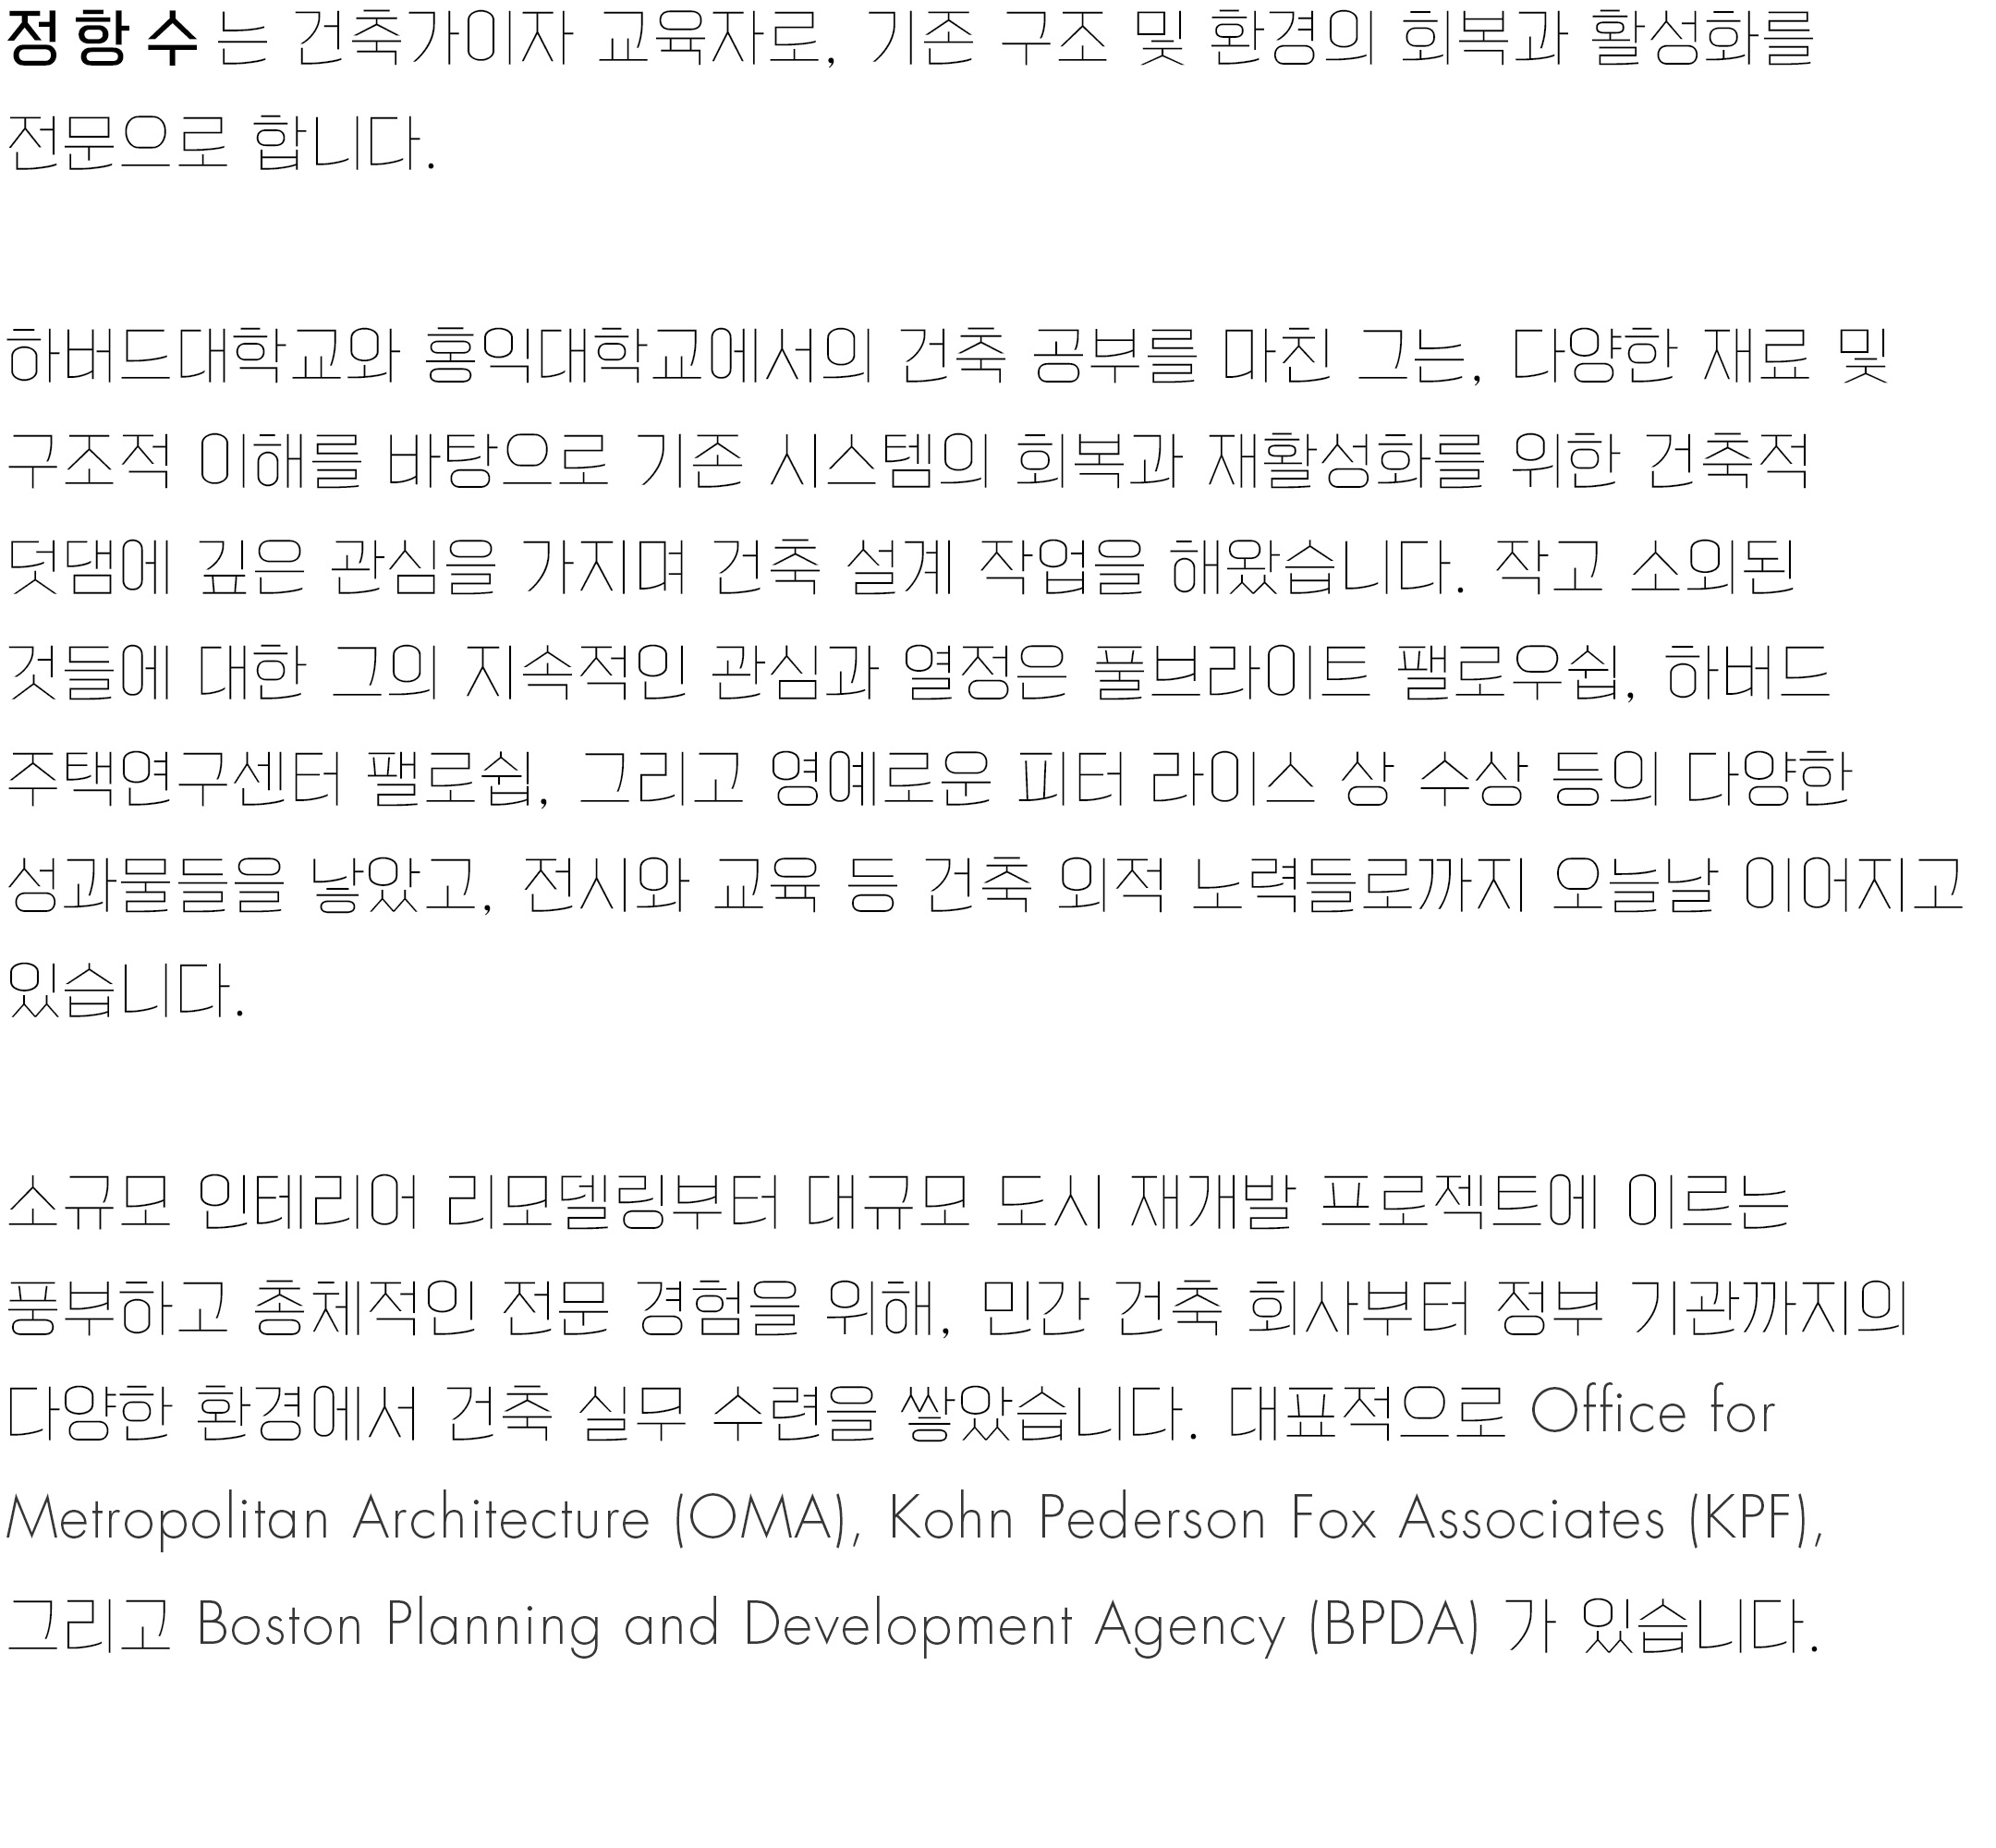 정항수는 건축가이자 교육자로, 기존 구조 및 환경의 회복과 활성화를
전문으로 합니다.
하버드대학교와 홍익대학교에서의 건축 공부를 마친 그는, 다양한 재료 및
구조적 이해를 바탕으로 기존 시스템의 회복과 재활성화를 위한 건축적
덧댐에 깊은 관심을 가지며 건축 설계 작업을 해왔습니다. 작고 소외된
것들에 대한 그의 지속적인 관심과 열정은 풀브라이트 팰로우쉽, 하버드
주택연구센터 팰로쉽, 그리고 영예로운 피터 라이스 상 수상 등의 다양한
성과물들을 낳았고, 전시와 교육 등 건축 외적 노력들로까지 오늘날 이어지고
있습니다.
소규모 인테리어 리모델링부터 대규모 도시 재개발 프로젝트에 이르는
풍부하고 총체적인 전문 경험을 위해, 민간 건축 회사부터 정부 기관까지의
다양한 환경에서 건축 실무 수련을 쌓았습니다. 대표적으로 Office for
Metropolitan Architecture (OMA), Kohn Pederson Fox Associates (KPF),
그리고 Boston Planning and Development Agency (BPDA) 가 있습니다.